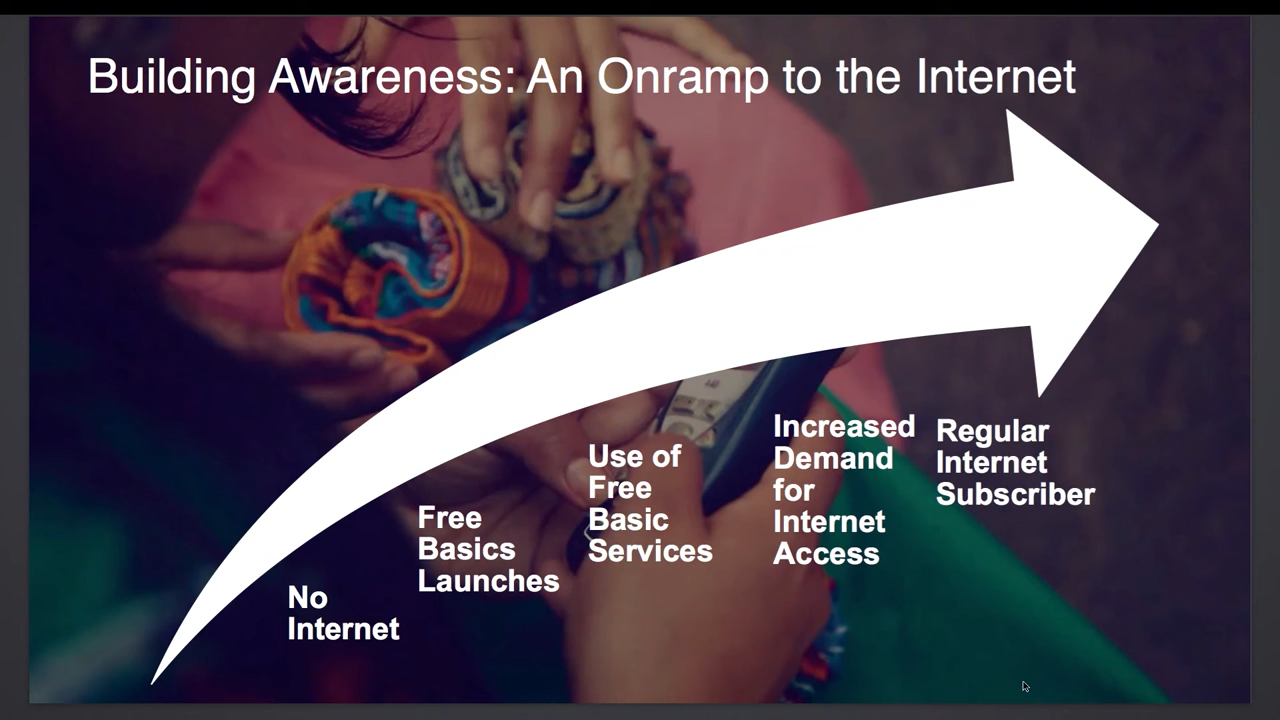 Building Awareness: An Onramp to the Internet
No
Internet
Free
Basics
Launches
Use of
Free
Basic
Services
Increased
Demand
for
Internet
Access
Regular
Internet
Subscriber